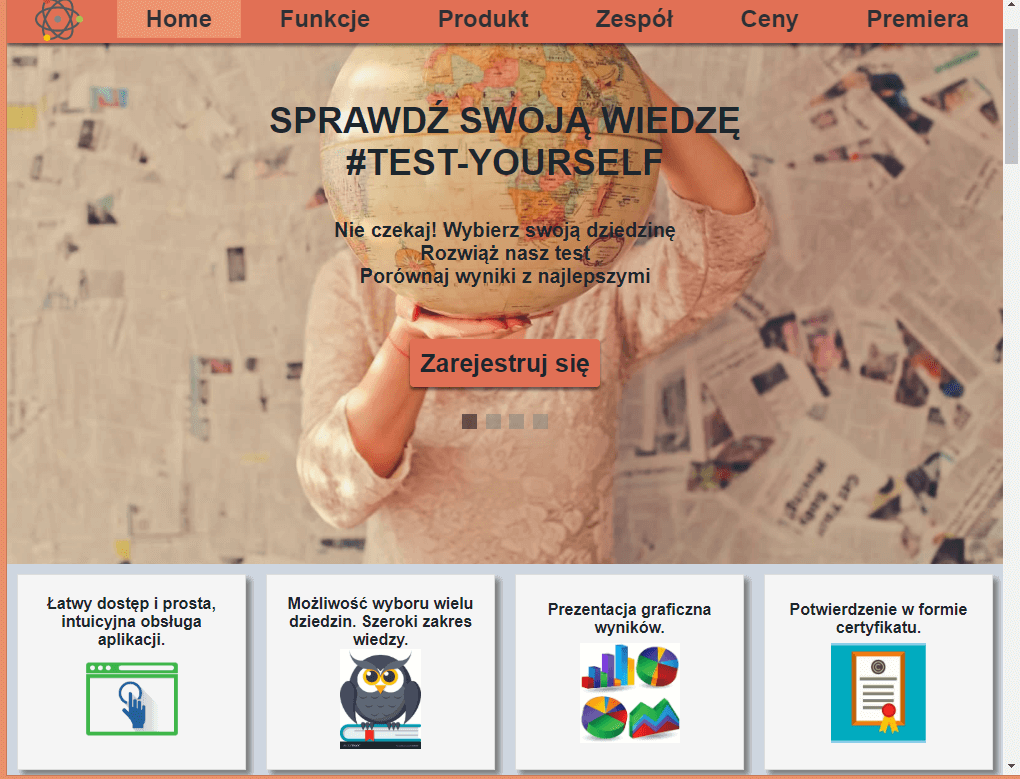 Home Funkcje Produkt Zespół Ceny Premiera
SPRAWDŹ SWOJĄ WIEDZĘ
#TEST-YOURSELF
Nie czekaj! Wybierz swoją dziedzinę
Rozwiąż nasz test
Porównaj wyniki z najlepszymi
Zarejestruj się
Łatwy dostęp i prosta,
intuicyjna obsługa
aplikacji.
Możliwość wyboru wielu
dziedzin. Szeroki zakres
wiedzy.
Prezentacja graficzna
wyników.
Potwierdzenie w formie
certyfikatu.